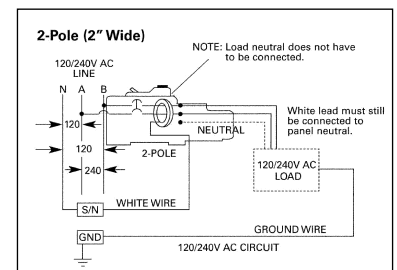 2-Pole (2" Wide)
NOTE: Load neutral does not have
to be connected.
120/240V AC
LINE
N A B
White lead must still
be connected to
panel neutral.
120
NEUTRAL
120
2-POLE
240
120/240V AC
LOAD
S/N
WHITE WIRE
GND
GROUND WIRE
120/240V AC CIRCUIT